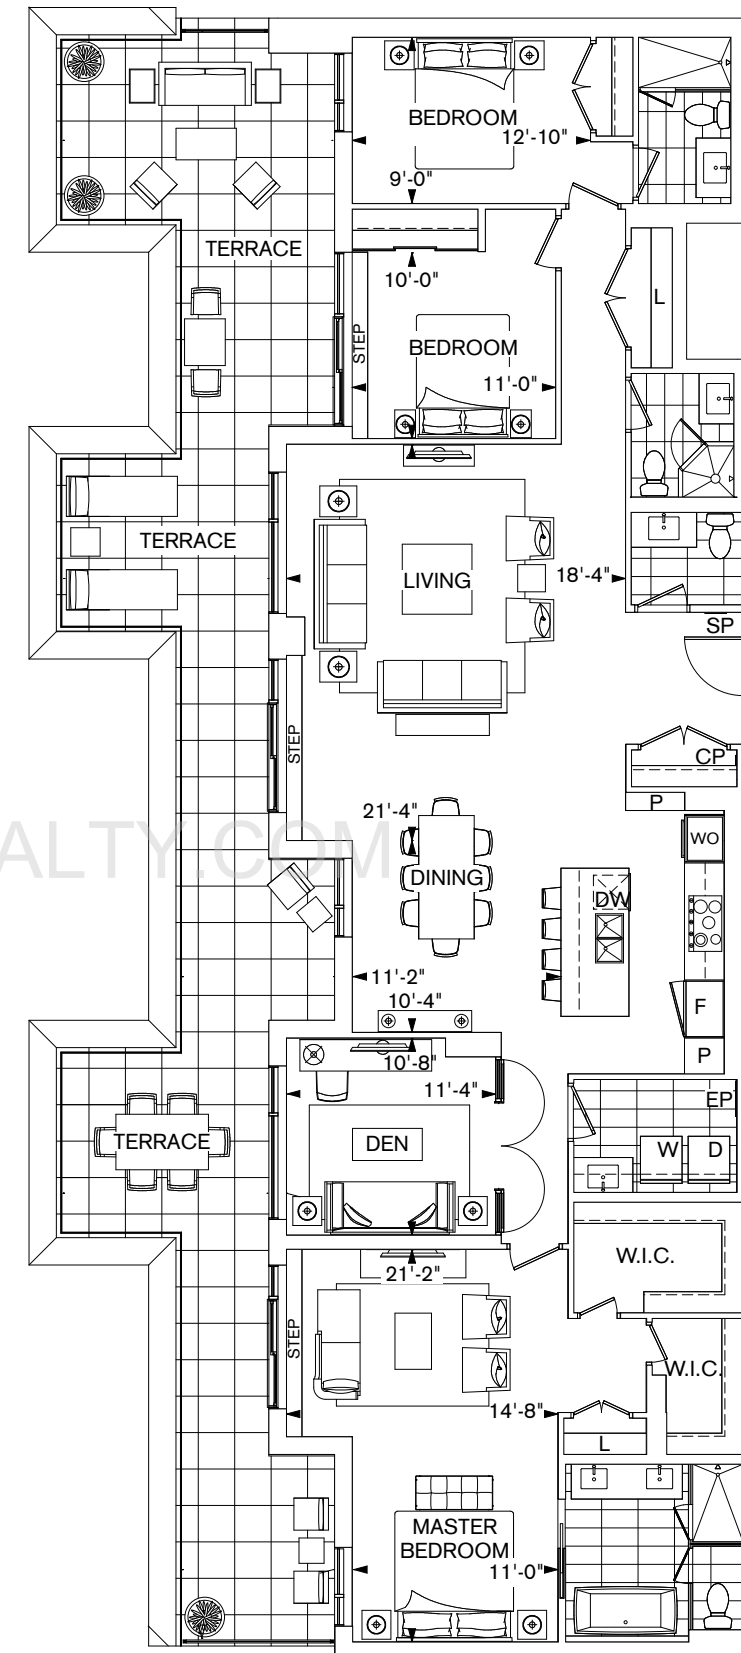 BEDROOM
12'-10"
9'-0"
TERRACE
10'-0"
L
STEP
BEDROOM
11'-0"
TERRACE
LIVING
18'-4"
SP
STEP
CP
P
21'-4"
WO
ALTY.COM
DINING
DW
11'-2"
10'-4"
F
P
10'-8"
11'-4"
EP
TERRACE
DEN
W
D
W.I.C.
21'-2"
STEP
W.I.C.
14'-8"
L
MASTER
BEDROOM
11'-0"